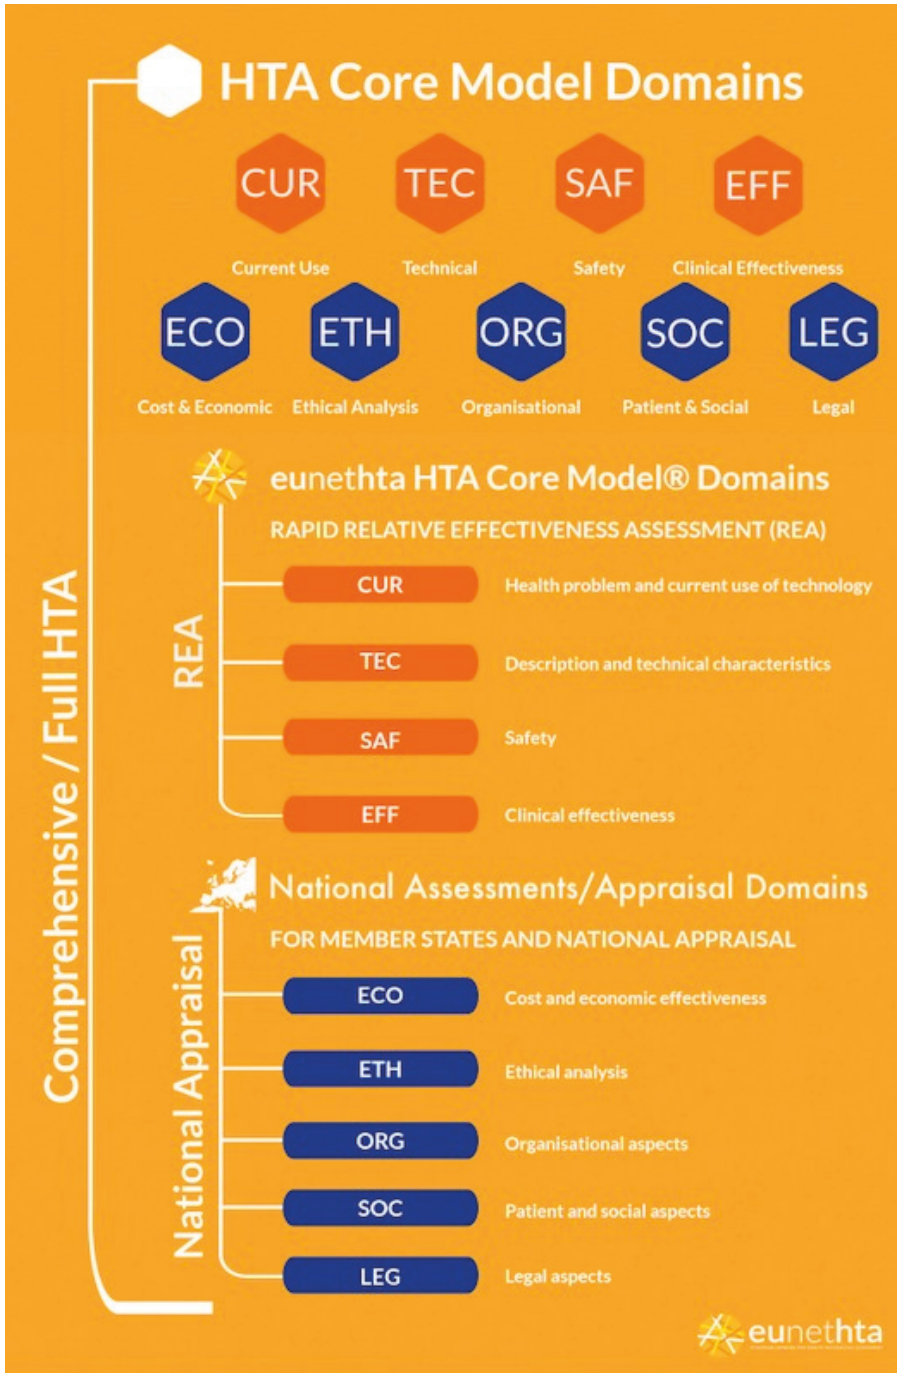 HTA Core Model Domains
CUR TEC SAF EFF
Current Use Technical Safety Clinical Effectiveness
ECO ETH ORG SOC LEG
Cost & Economic Ethical Analysis Organisational Patient & Social Legal
Comprehensive / Full HTA
eunethta HTA Core Model® Domains
RAPID RELATIVE EFFECTIVENESS ASSESSMENT (REA)
REA
CUR Health problem and current use of technology
TEC Description and technical characteristics
SAF Safety
EFF Clinical effectiveness
National Assessments/Appraisal Domains
FOR MEMBER STATES AND NATIONAL APPRAISAL
National Appraisal
ECO Cost and economic effectiveness
ETH Ethical analysis
ORG Organisational aspects
SOC Patient and social aspects
LEG Legal aspects
eunethta